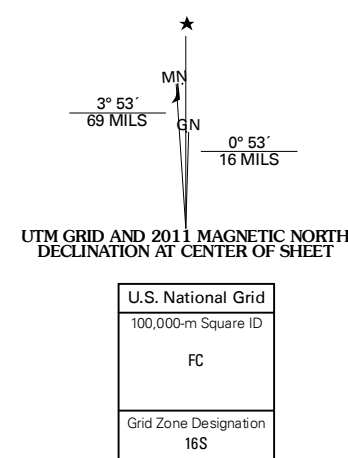 MN
3° 53´
69 MILS
GN
0° 53´
16 MILS
UTM GRID AND 2011 MAGNETIC NORTH
DECLINATION AT CENTER OF SHEET
U.S. National Grid
100,000-m Square ID
FC
Grid Zone Designation
16S